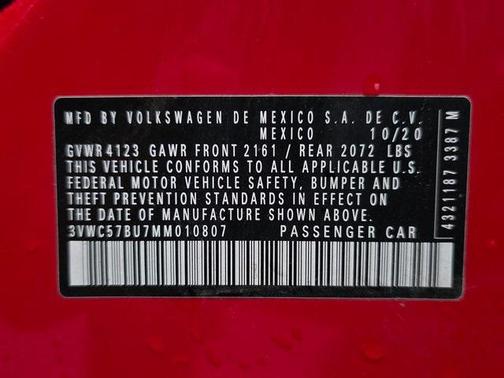 MFD BY VOLKSWAGEN DE MEXICO S.A. DE C.V.
MEXICO 10/20
GVWR 4123 GAWR FRONT 2161 / REAR 2072 LBS
THIS VEHICLE CONFORMS TO ALL APPLICABLE U.S.
FEDERAL MOTOR VEHICLE SAFETY, BUMPER AND
THEFT PREVENTION STANDARDS IN EFFECT ON THE
DATE OF MANUFACTURE SHOWN ABOVE
3VWC57BU7MM010807 PASSENGER CAR
4321187 3987 M